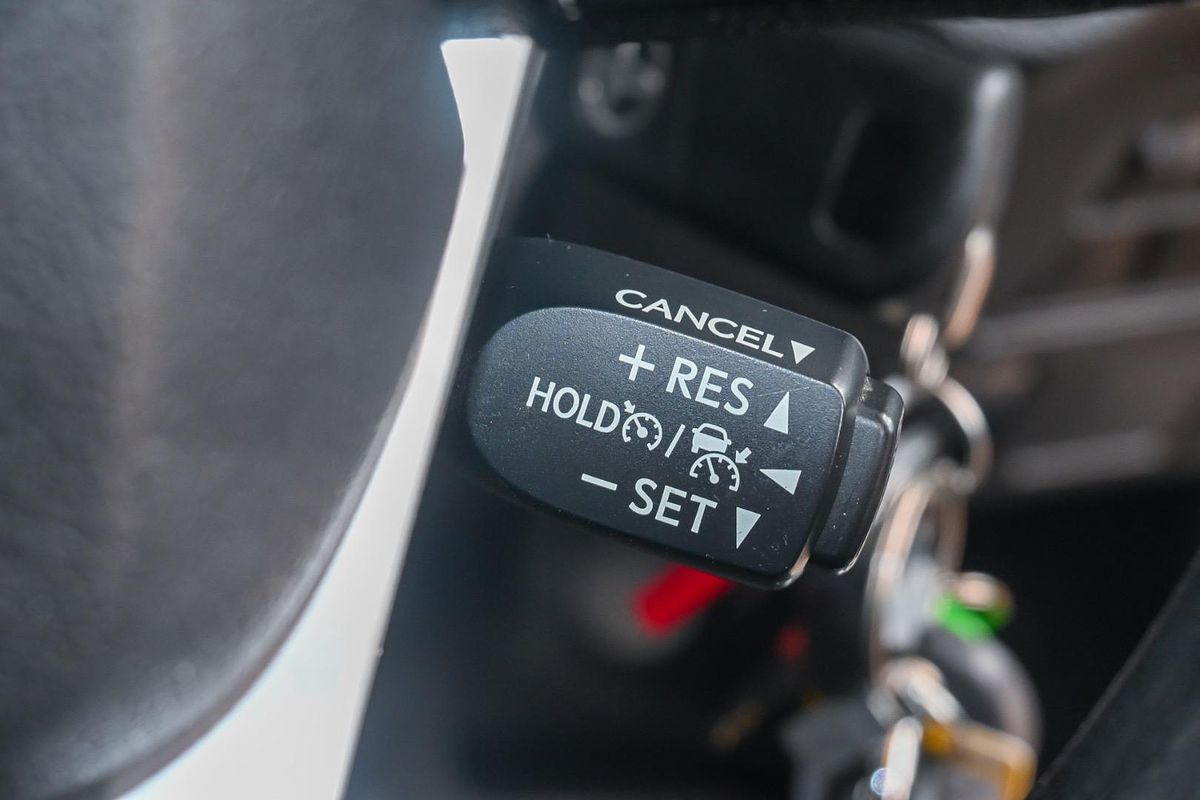 CANCEL▼
+ RES ▲
HOLD / ◀
− SET ▼